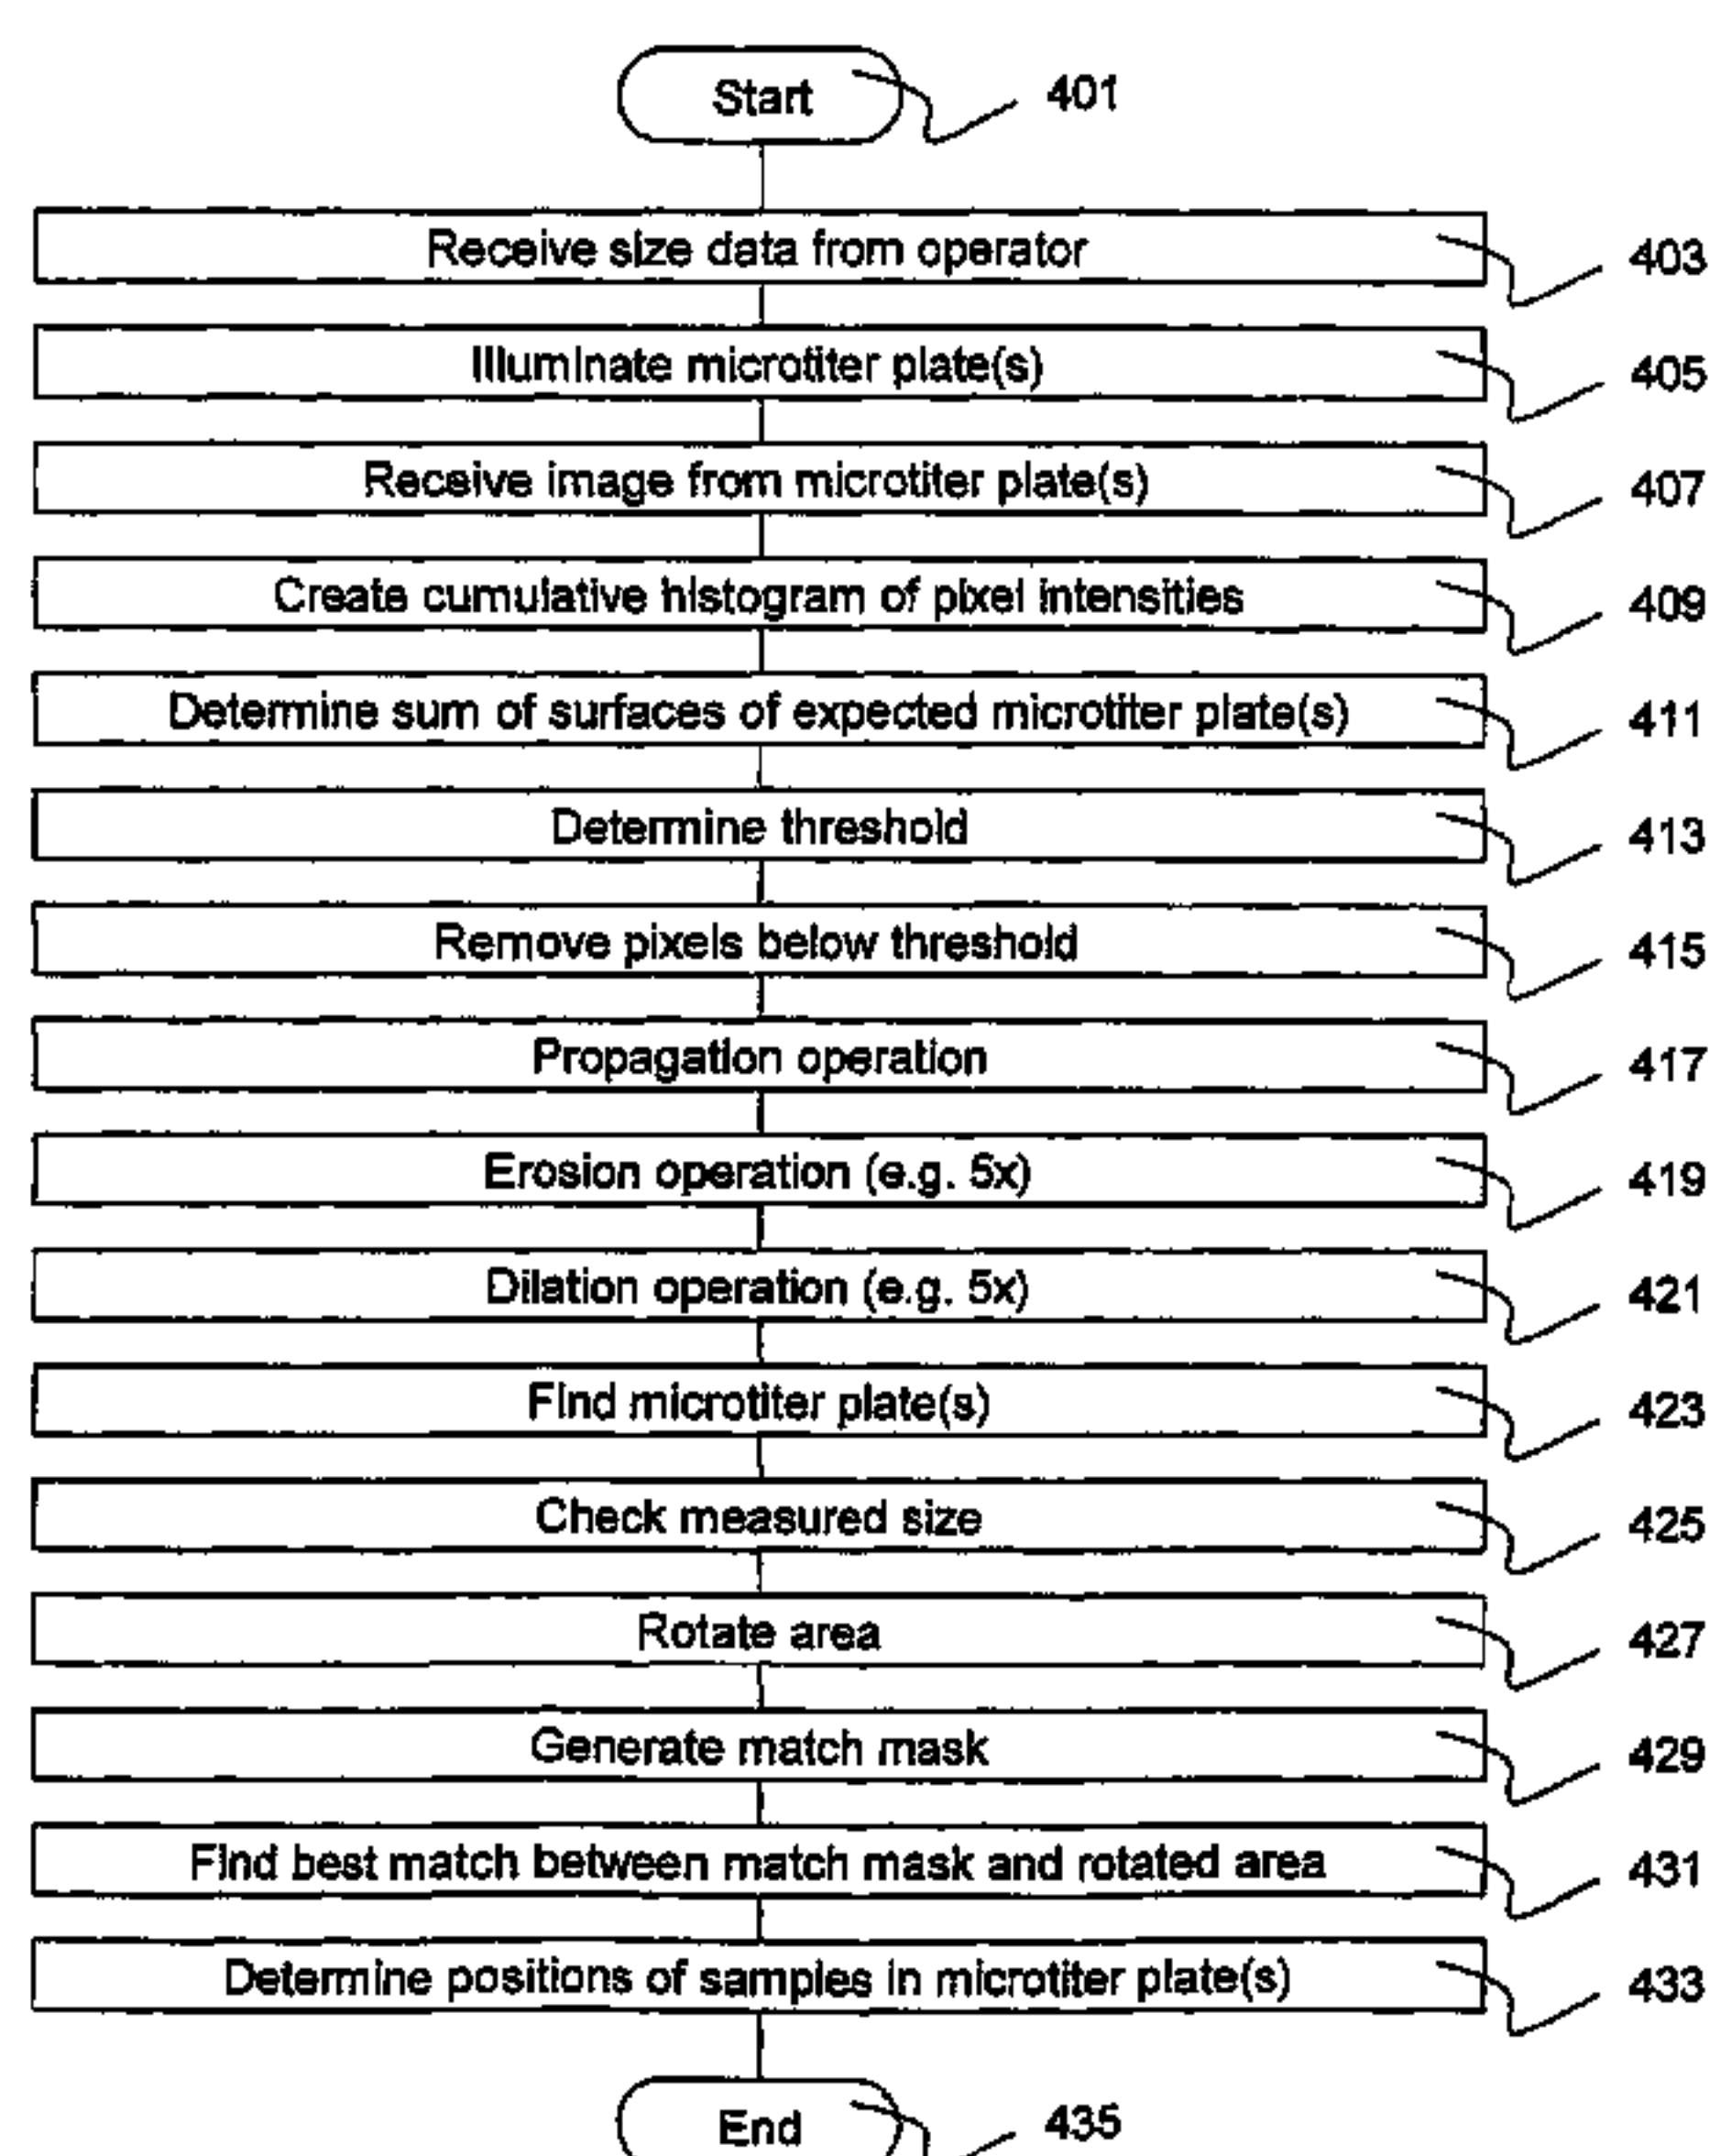 Start
401
Receive size data from operator
403
Illuminate microtiter plate(s)
405
Receive image from microtiter plate(s)
407
Create cumulative histogram of pixel intensities
409
Determine sum of surfaces of expected microtiter plate(s)
411
Determine threshold
413
Remove pixels below threshold
415
Propagation operation
417
Erosion operation (e.g. 5x)
419
Dilation operation (e.g. 5x)
421
Find microtiter plate(s)
423
Check measured size
425
Rotate area
427
Generate match mask
429
Find best match between match mask and rotated area
431
Determine positions of samples in microtiter plate(s)
433
End
435